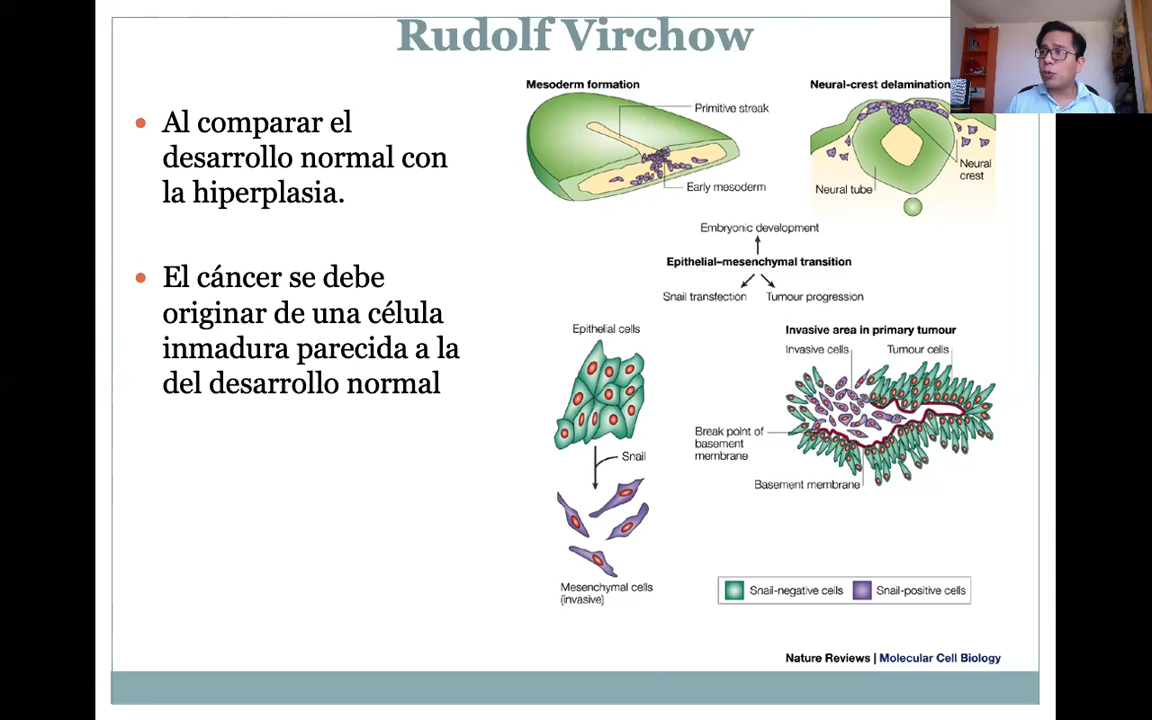 Rudolf Virchow
Al comparar el
desarrollo normal con
la hiperplasia.
El cáncer se debe
originar de una célula
inmadura parecida a la
del desarrollo normal
Mesoderm formation
Primitive streak
Early mesoderm
Neural-crest delamination
Neural
crest
Neural tube
Embryonic development
Epithelial–mesenchymal transition
Snail transfection
Tumour progression
Epithelial cells
Snail
Mesenchymal cells
(invasive)
Invasive area in primary tumour
Invasive cells
Tumour cells
Break point of
basement
membrane
Basement membrane
Snail-negative cells
Snail-positive cells
Nature Reviews | Molecular Cell Biology